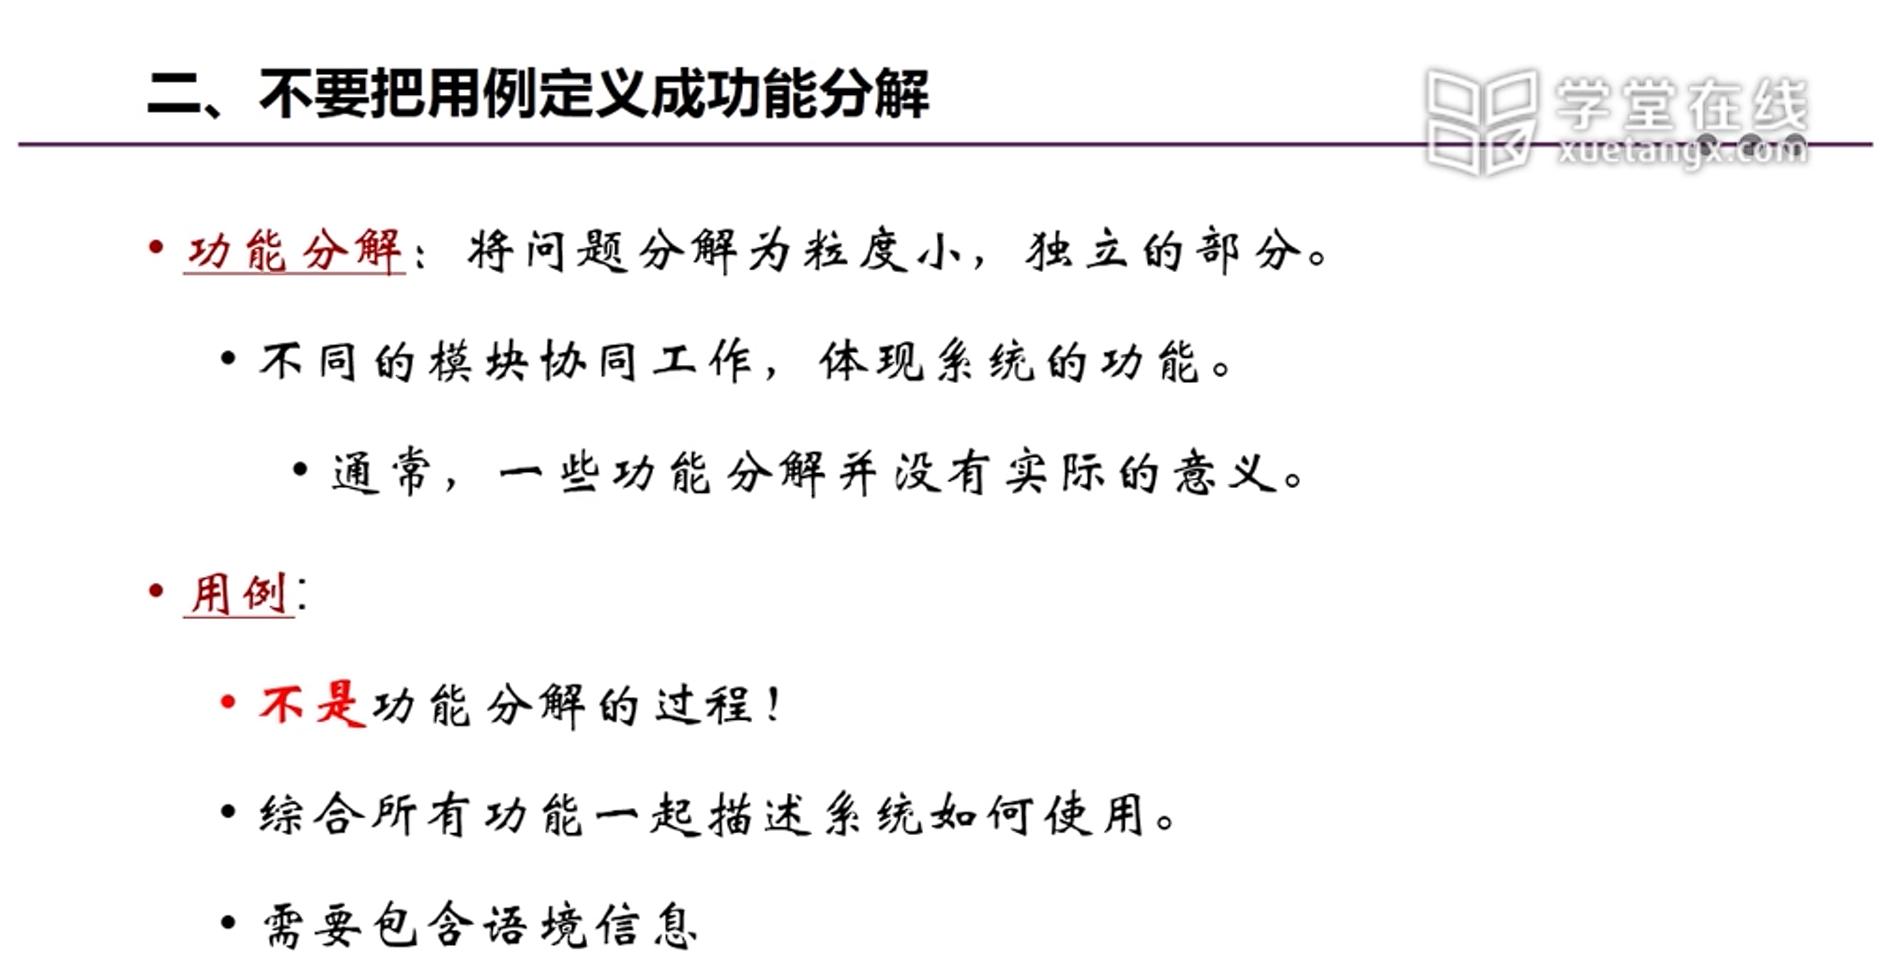 二、不要把用例定义成功能分解
学堂在线
xuetangx.com
• 功能分解：将问题分解为粒度小，独立的部分。
• 不同的模块协同工作，体现系统的功能。
• 通常，一些功能分解并没有实际的意义。
• 用例:
• 不是功能分解的过程！
• 综合所有功能一起描述系统如何使用。
• 需要包含语境信息